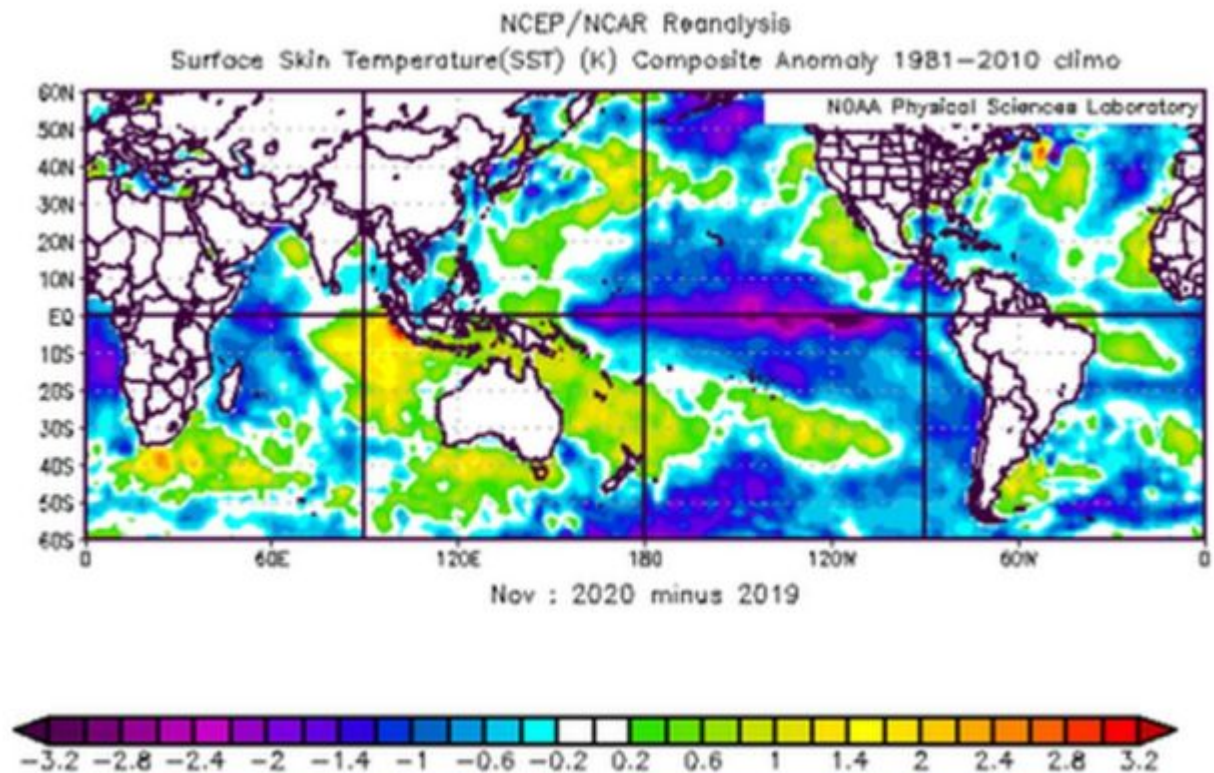 NCEP/NCAR Reanalysis
Surface Skin Temperature(SST) (K) Composite Anomaly 1981-2010 climo
NOAA Physical Sciences Laboratory
60N
50N
40N
30N
20N
10N
EQ
10S
20S
30S
40S
50S
60S
0 60E 120E 180 120W 60W 0
Nov : 2020 minus 2019
-3.2 -2.8 -2.4 -2 -1.4 -1 -0.6 -0.2 0.2 0.6 1 1.4 2 2.4 2.8 3.2